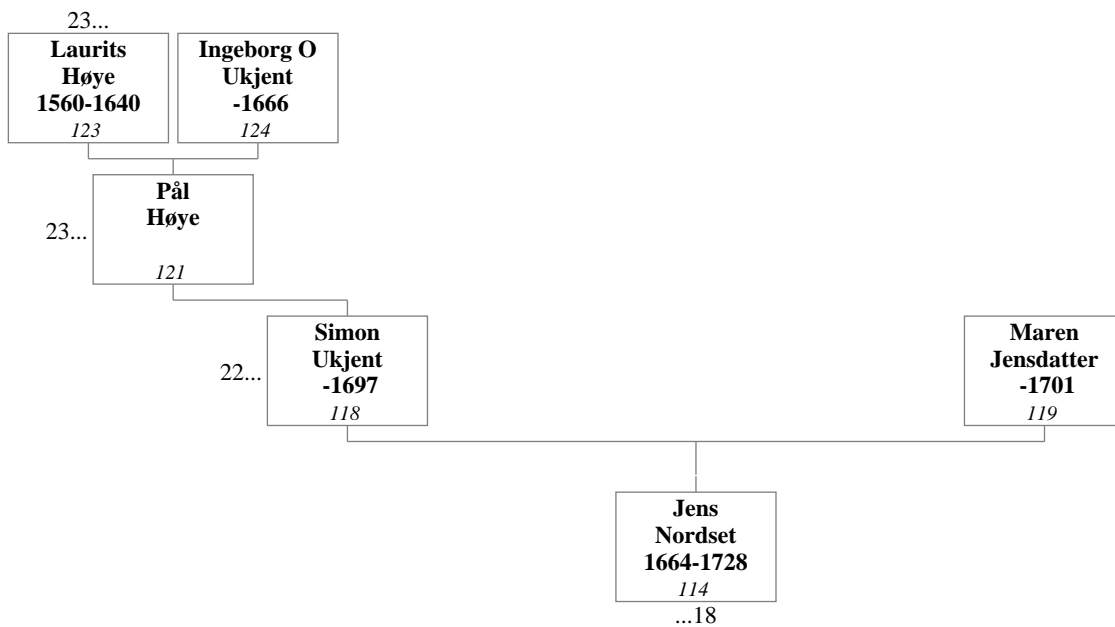 23...
Laurits
Høye
1560-1640
123
Ingeborg O
Ukjent
-1666
124
23...
Pål
Høye
121
22...
Simon
Ukjent
-1697
118
Maren
Jensdatter
-1701
119
Jens
Nordset
1664-1728
114
...18